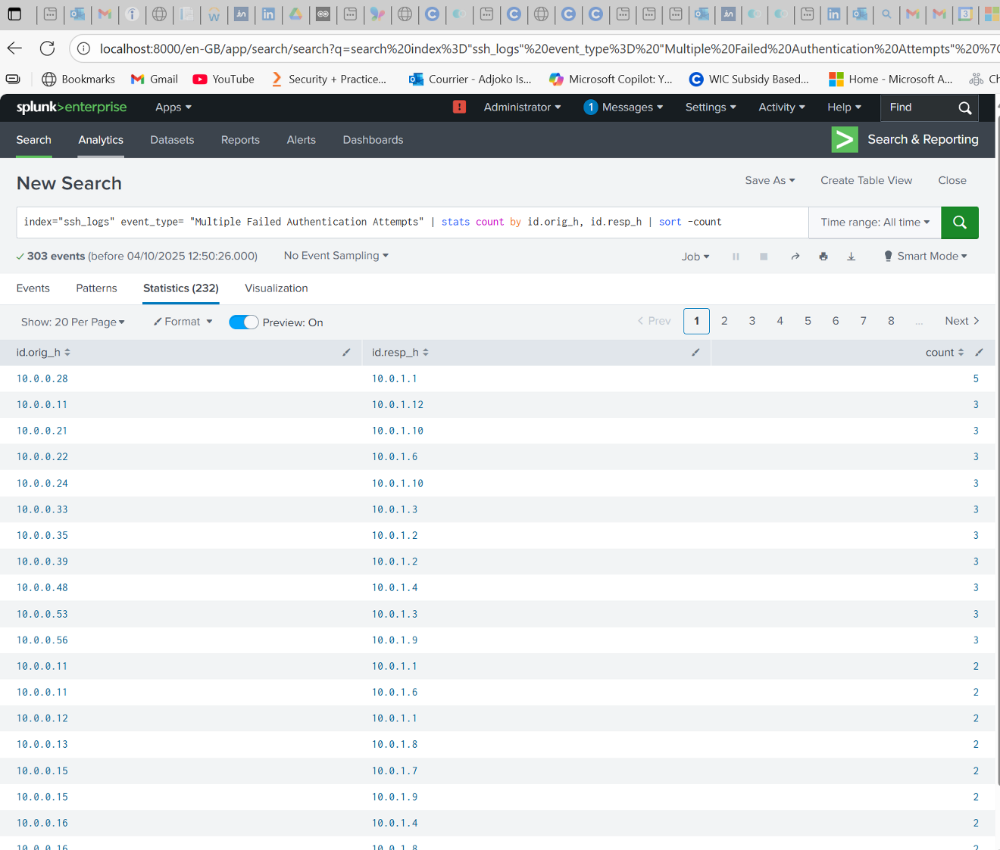 localhost:8000/en-GB/app/search/search?q=search%20index%3D"ssh_logs"%20event_type%3D%20"Multiple%20Failed%20Authentication%20Attempts"%20%7C
Bookmarks Gmail YouTube Security + Practice... Courrier - Adjoko Is... Microsoft Copilot: Y... WIC Subsidy Based... Home - Microsoft A... Ch
splunk>enterprise Apps Administrator 1 Messages Settings Activity Help Find
Search Analytics Datasets Reports Alerts Dashboards > Search & Reporting
New Search Save As Create Table View Close
index="ssh_logs" event_type= "Multiple Failed Authentication Attempts" | stats count by id.orig_h, id.resp_h | sort -count Time range: All time
303 events (before 04/10/2025 12:50:26.000) No Event Sampling Job Smart Mode
Events Patterns Statistics (232) Visualization
Show: 20 Per Page Format Preview: On < Prev 1 2 3 4 5 6 7 8 ... Next >
id.orig_h id.resp_h count
10.0.0.28 10.0.1.1 5
10.0.0.11 10.0.1.12 3
10.0.0.21 10.0.1.10 3
10.0.0.22 10.0.1.6 3
10.0.0.24 10.0.1.10 3
10.0.0.33 10.0.1.3 3
10.0.0.35 10.0.1.2 3
10.0.0.39 10.0.1.2 3
10.0.0.48 10.0.1.4 3
10.0.0.53 10.0.1.3 3
10.0.0.56 10.0.1.9 3
10.0.0.11 10.0.1.1 2
10.0.0.11 10.0.1.6 2
10.0.0.12 10.0.1.1 2
10.0.0.13 10.0.1.8 2
10.0.0.15 10.0.1.7 2
10.0.0.15 10.0.1.9 2
10.0.0.16 10.0.1.4 2
10.0.0.16 10.0.1.8 2